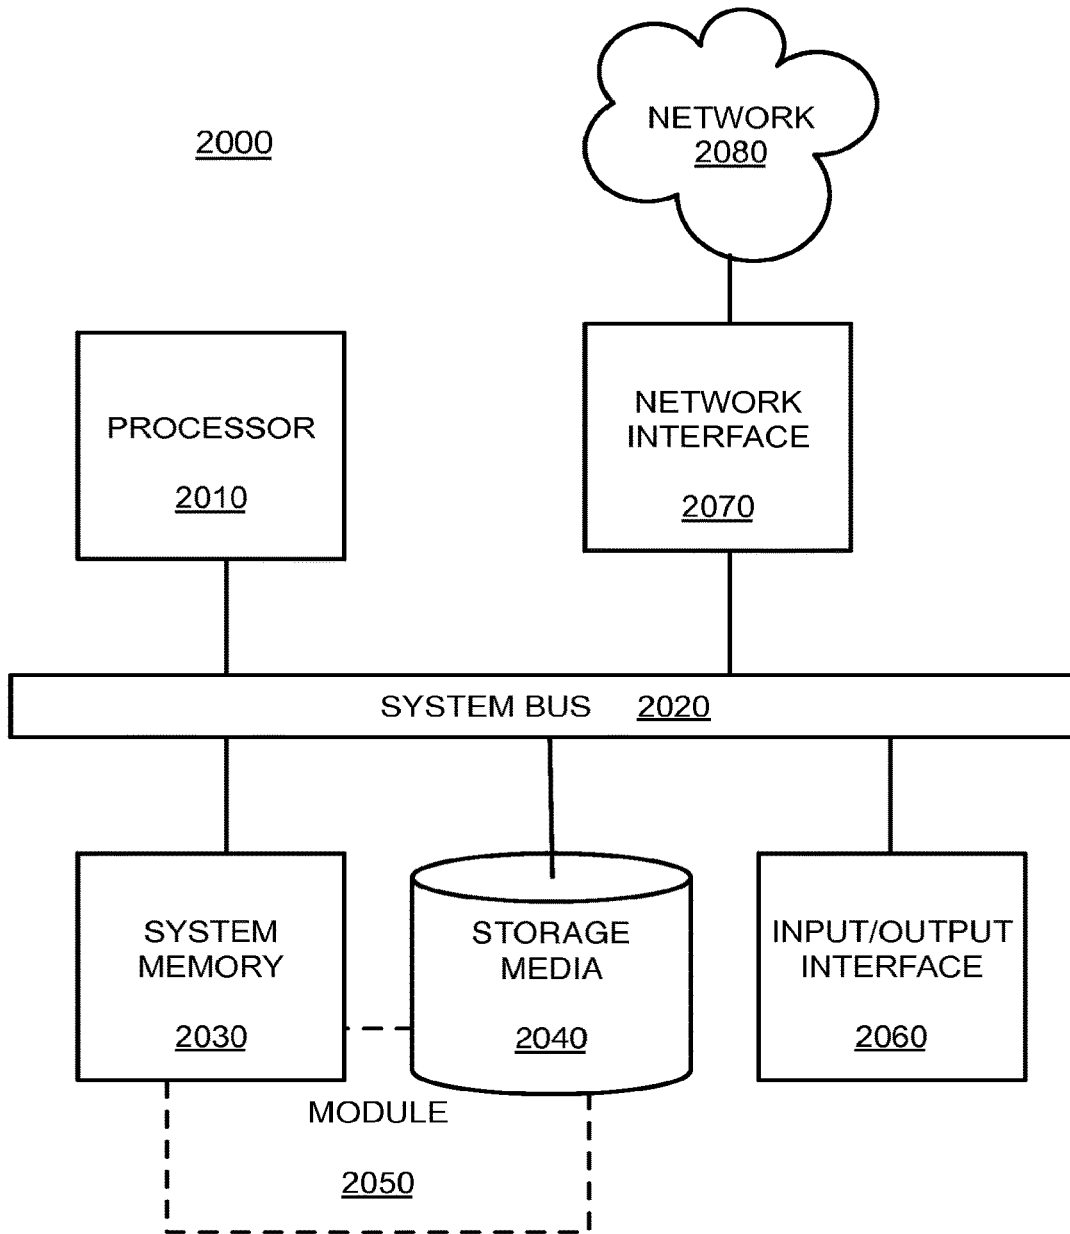 NETWORK
2080
2000
PROCESSOR
2010
NETWORK
INTERFACE
2070
SYSTEM BUS 2020
SYSTEM
MEMORY
2030
STORAGE
MEDIA
2040
INPUT/OUTPUT
INTERFACE
2060
MODULE
2050